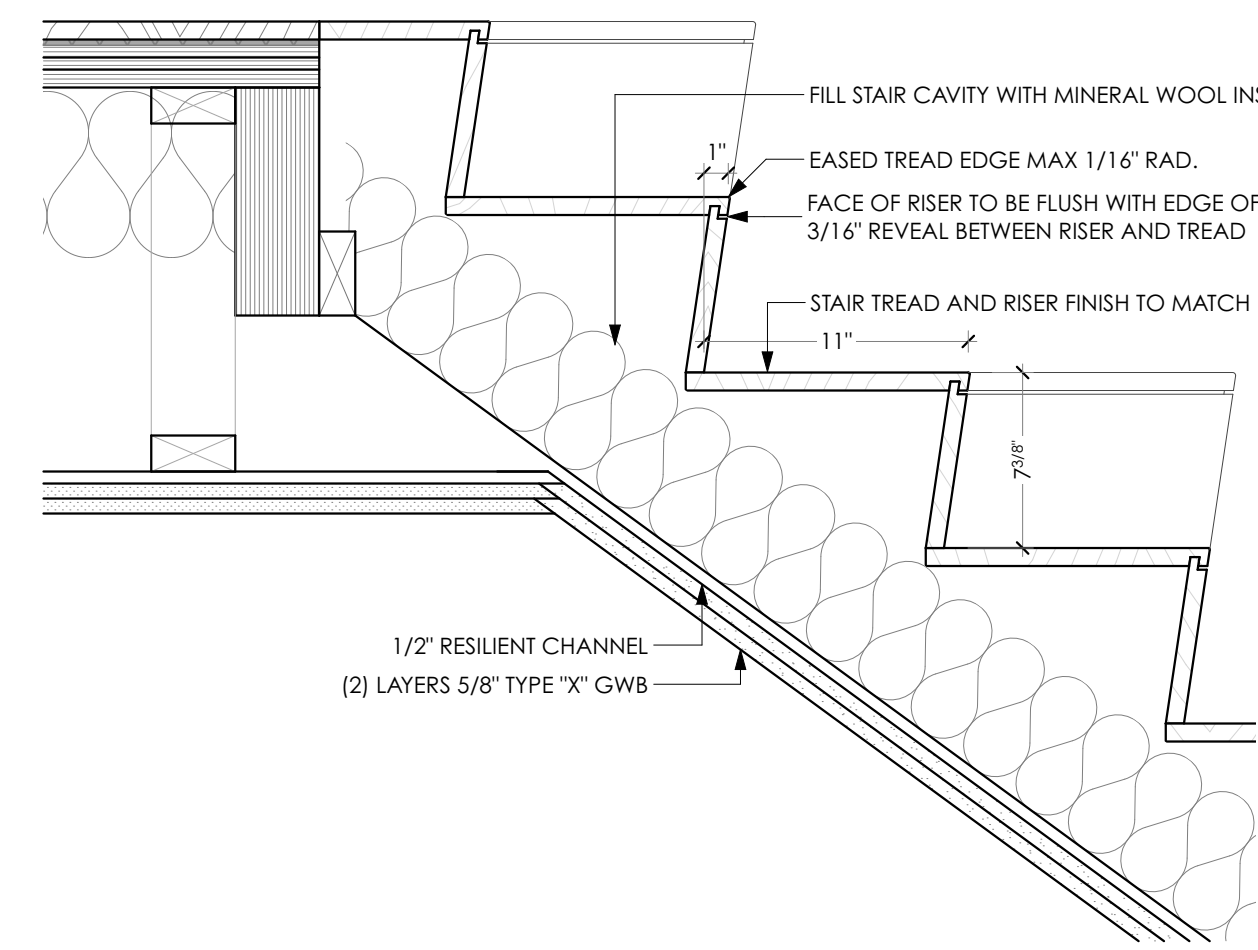 FILL STAIR CAVITY WITH MINERAL WOOL
1"
EASED TREAD EDGE MAX 1/16" RAD.
FACE OF RISER TO BE FLUSH WITH EDGE OF
3/16" REVEAL BETWEEN RISER AND TREAD
STAIR TREAD AND RISER FINISH TO MATCH
11"
7 3/8"
1/2" RESILIENT CHANNEL
(2) LAYERS 5/8" TYPE "X" GWB